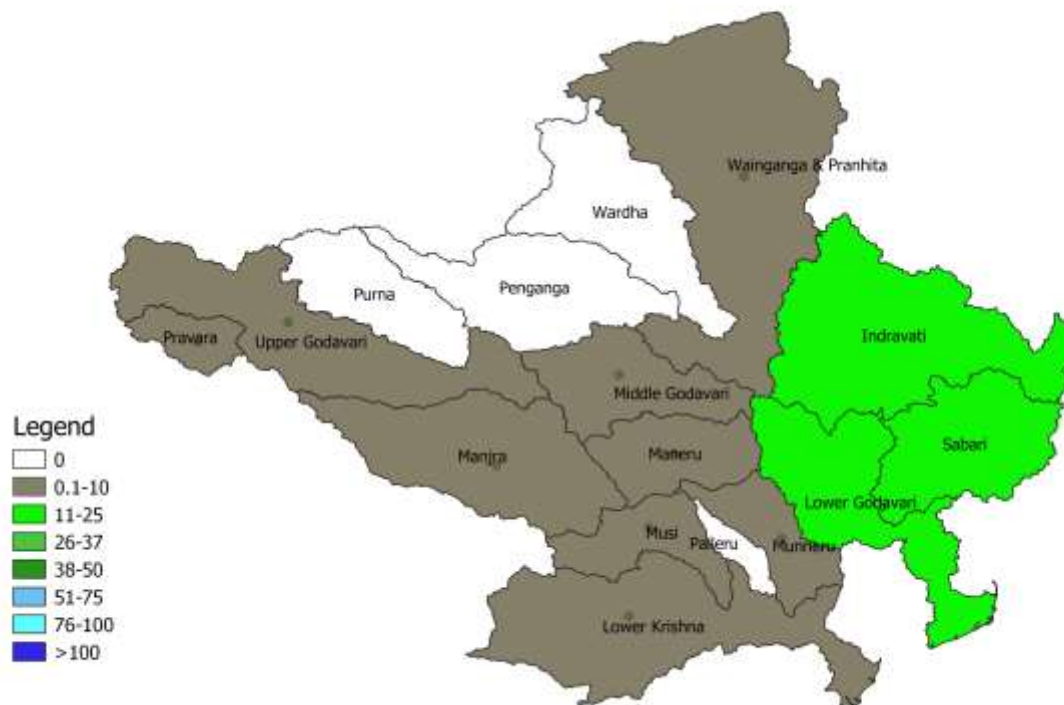 Wainganga & Pranhita
Wardha
Penganga
Purna
Indravati
Pravara
Upper Godavari
Middle Godavari
Sabari
Manjra
Maneru
Lower Godavari
Musi
Palleru
Munneru
Lower Krishna
Legend
0
0.1-10
11-25
26-37
38-50
51-75
76-100
>100